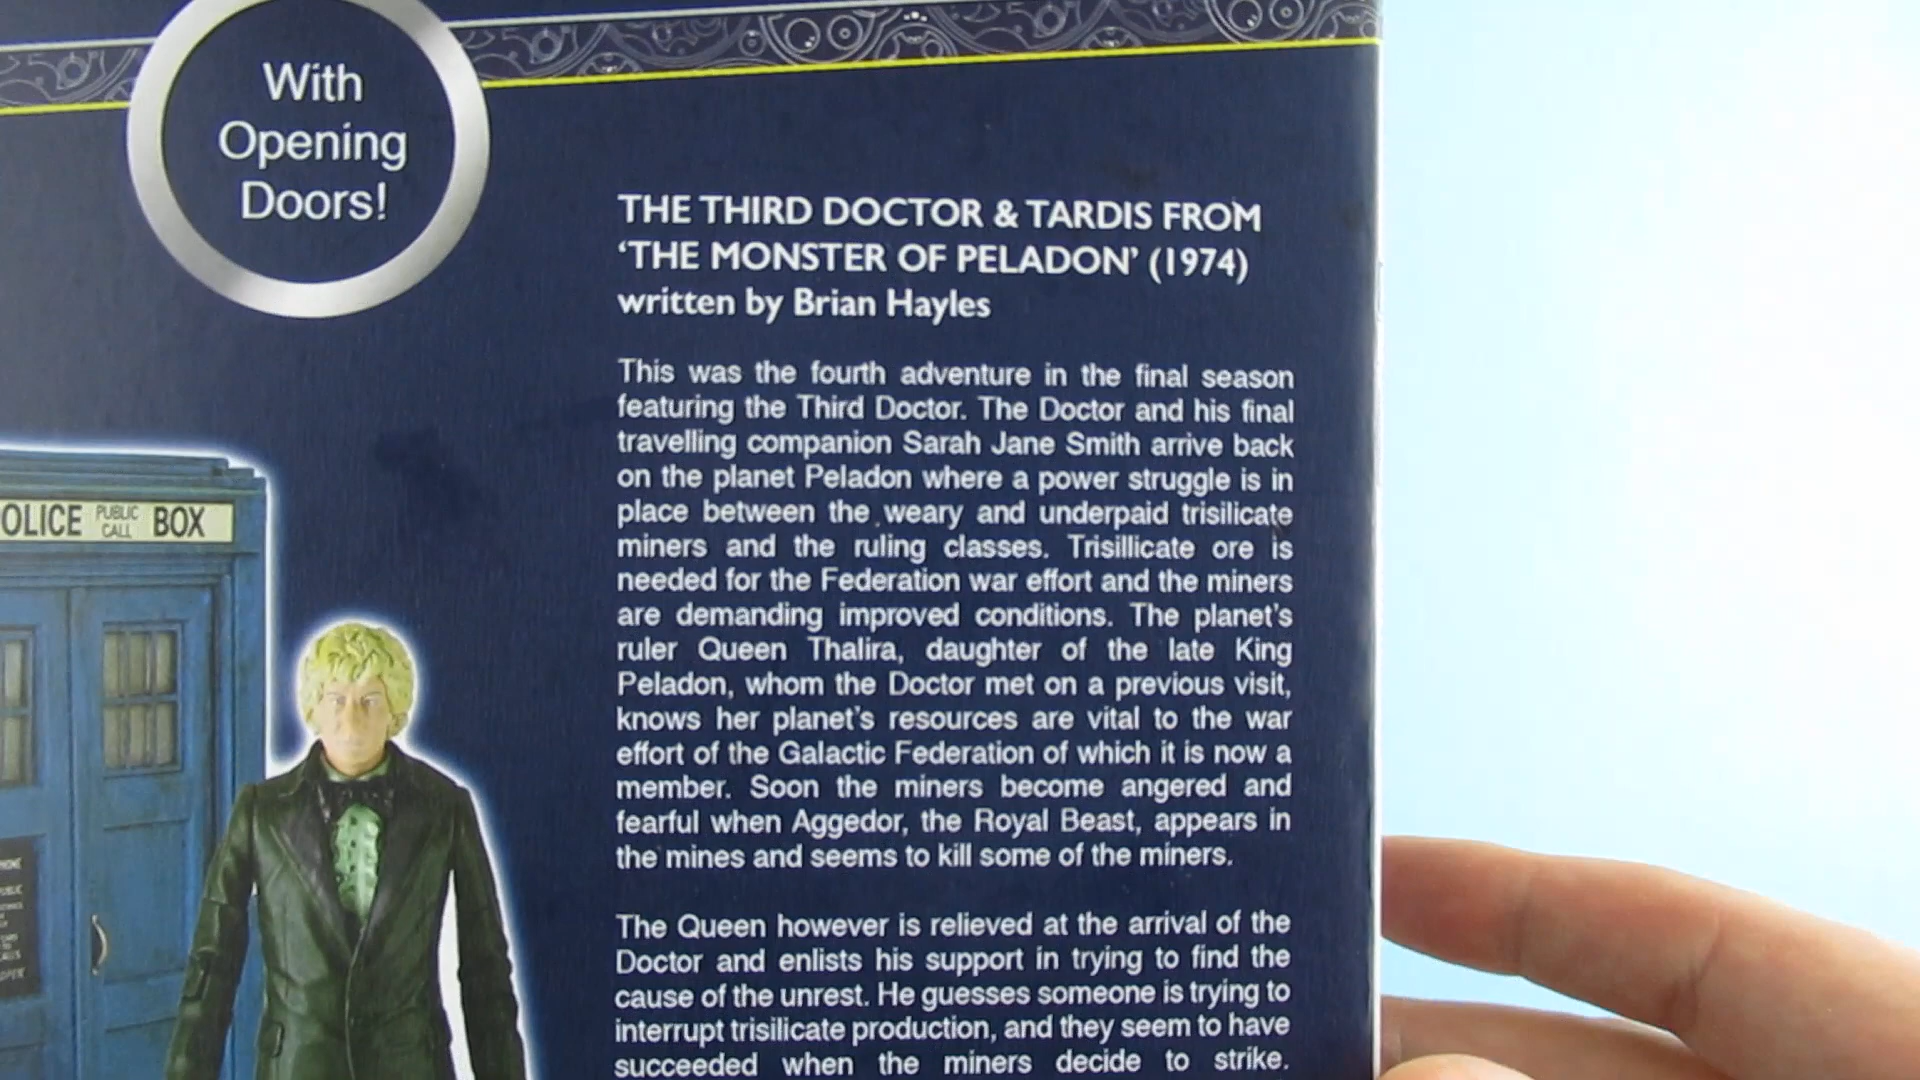 With
Opening
Doors!
THE THIRD DOCTOR & TARDIS FROM
‘THE MONSTER OF PELADON’ (1974)
written by Brian Hayles
This was the fourth adventure in the final season
featuring the Third Doctor. The Doctor and his final
travelling companion Sarah Jane Smith arrive back
on the planet Peladon where a power struggle is in
place between the weary and underpaid trisilicate
miners and the ruling classes. Trisillicate ore is
needed for the Federation war effort and the miners
are demanding improved conditions. The planet’s
ruler Queen Thalira, daughter of the late King
Peladon, whom the Doctor met on a previous visit,
knows her planet’s resources are vital to the war
effort of the Galactic Federation of which it is now a
member. Soon the miners become angered and
fearful when Aggedor, the Royal Beast, appears in
the mines and seems to kill some of the miners.
The Queen however is relieved at the arrival of the
Doctor and enlists his support in trying to find the
cause of the unrest. He guesses someone is trying to
interrupt trisilicate production, and they seem to have
succeeded when the miners decide to strike.
OLICE PUBLIC CALL BOX